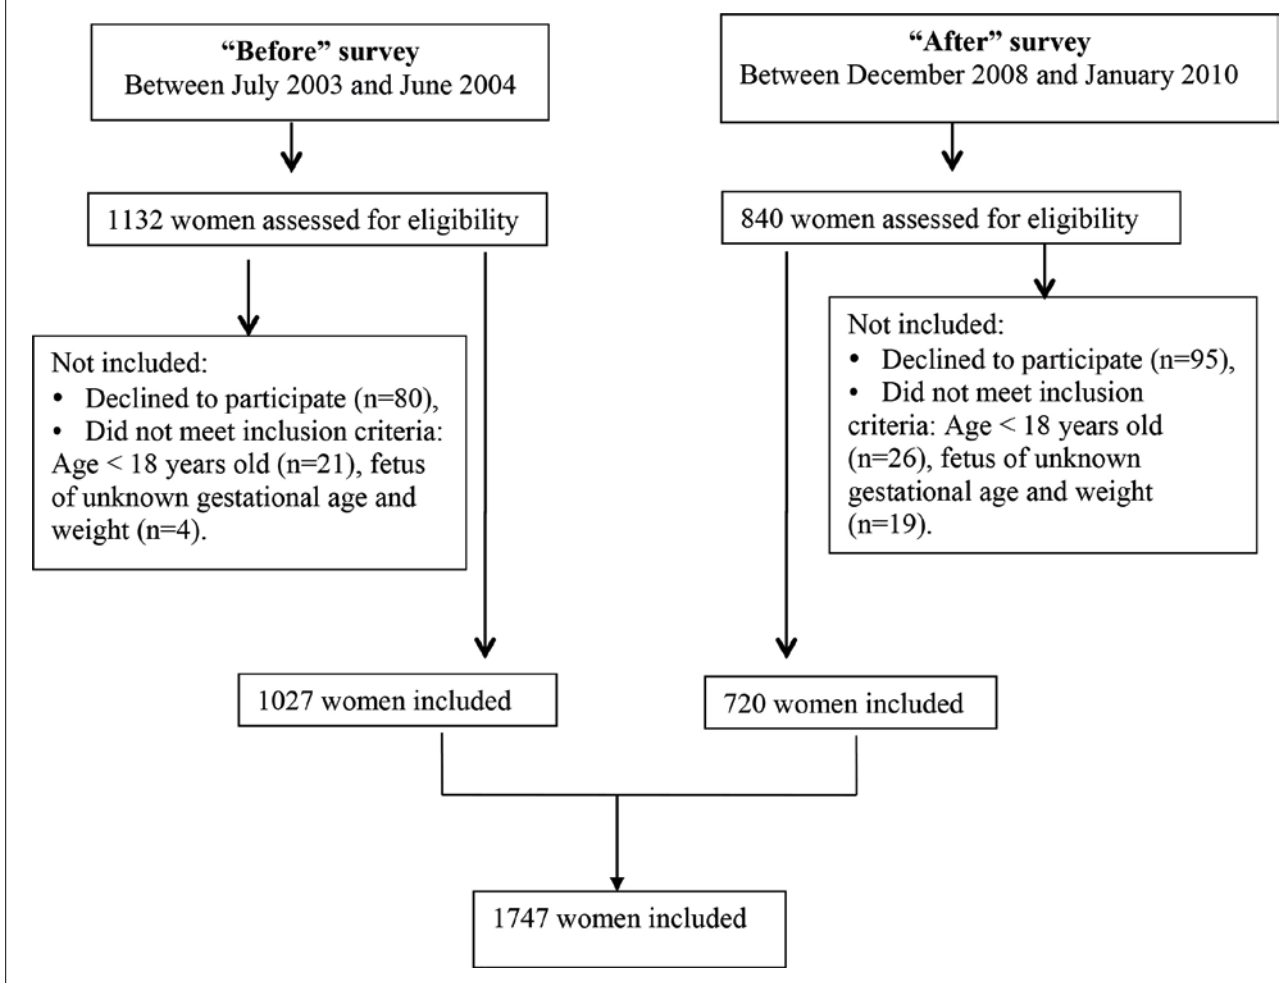 “Before” survey
Between July 2003 and June 2004
1132 women assessed for eligibility
Not included:
• Declined to participate (n=80),
• Did not meet inclusion criteria:
Age < 18 years old (n=21), fetus
of unknown gestational age and
weight (n=4).
1027 women included
“After” survey
Between December 2008 and January 2010
840 women assessed for eligibility
Not included:
• Declined to participate (n=95),
• Did not meet inclusion
criteria: Age < 18 years old
(n=26), fetus of unknown
gestational age and weight
(n=19).
720 women included
1747 women included